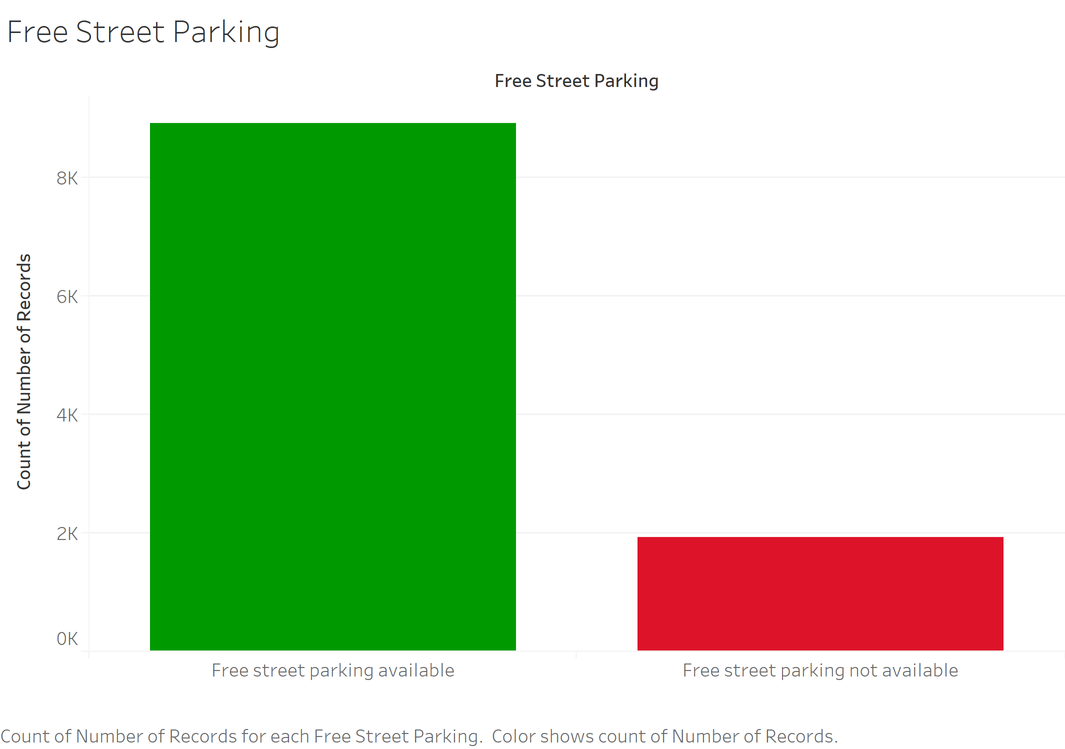 Free Street Parking
Free Street Parking
Count of Number of Records
8K
6K
4K
2K
0K
Free street parking available
Free street parking not available
Count of Number of Records for each Free Street Parking.  Color shows count of Number of Records.